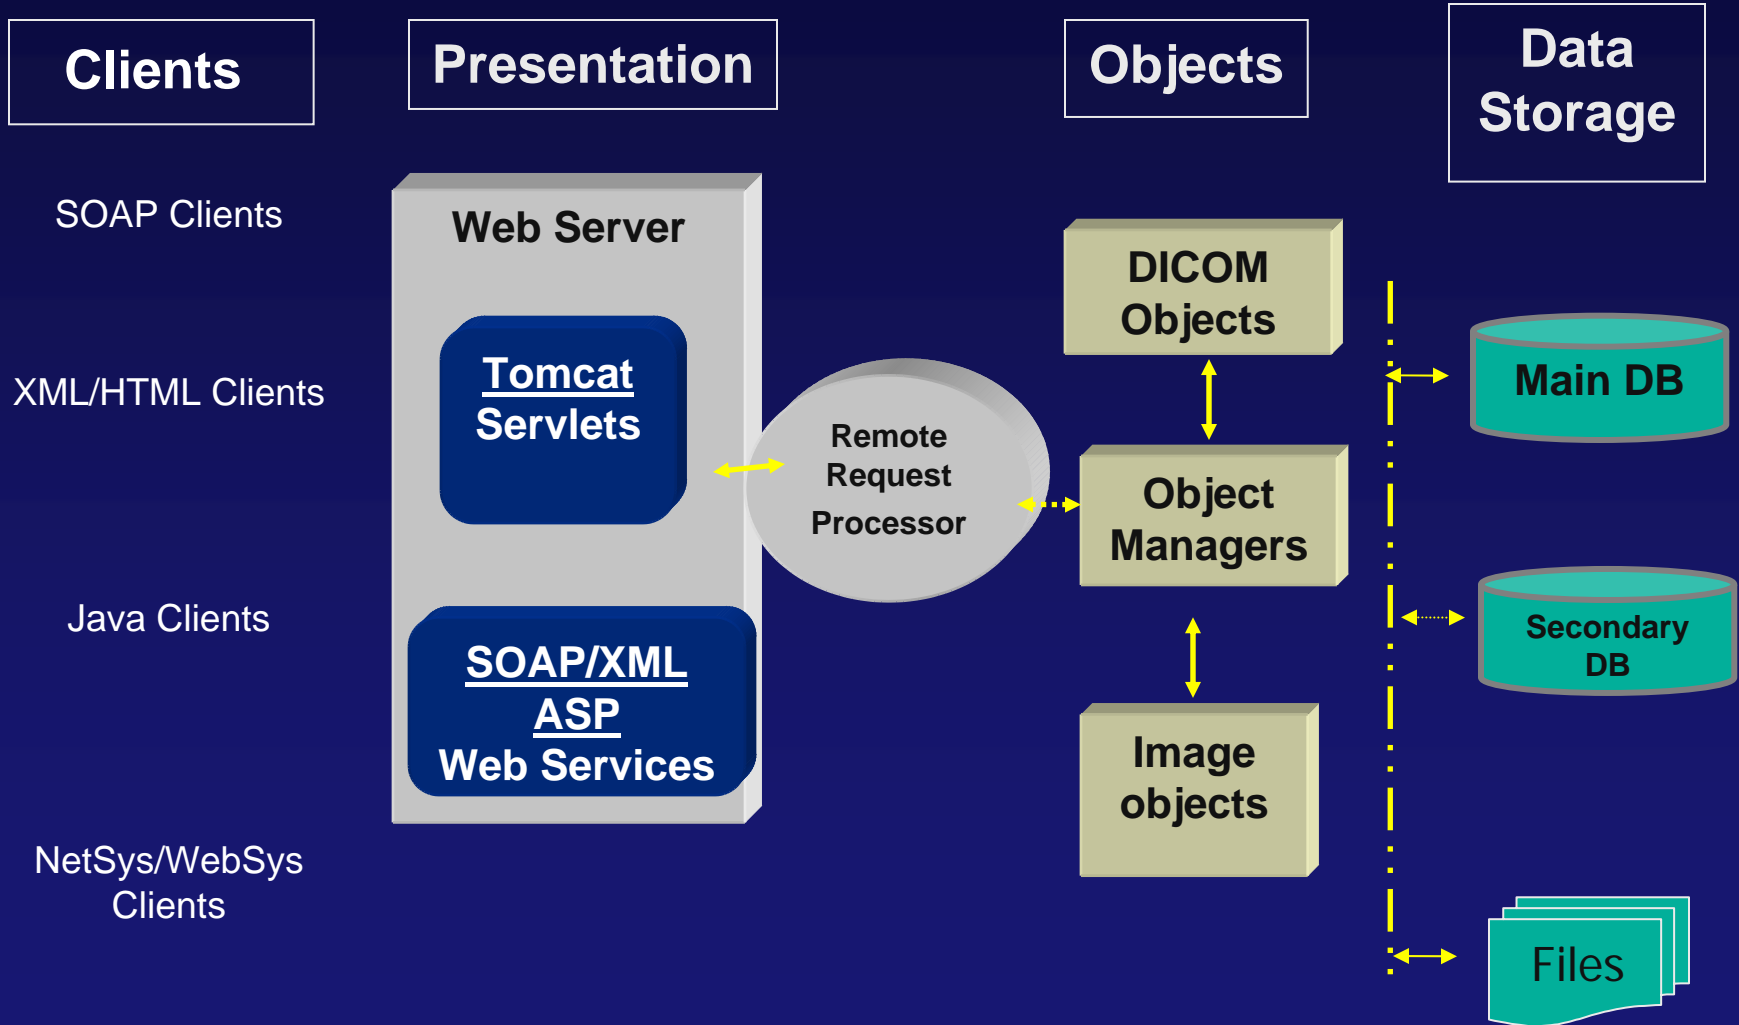 Clients
Presentation
Objects
Data
Storage
SOAP Clients
XML/HTML Clients
Java Clients
NetSys/WebSys
Clients
Web Server
Tomcat
Servlets
SOAP/XML
ASP
Web Services
Remote
Request
Processor
DICOM
Objects
Object
Managers
Image
objects
Main DB
Secondary
DB
Files